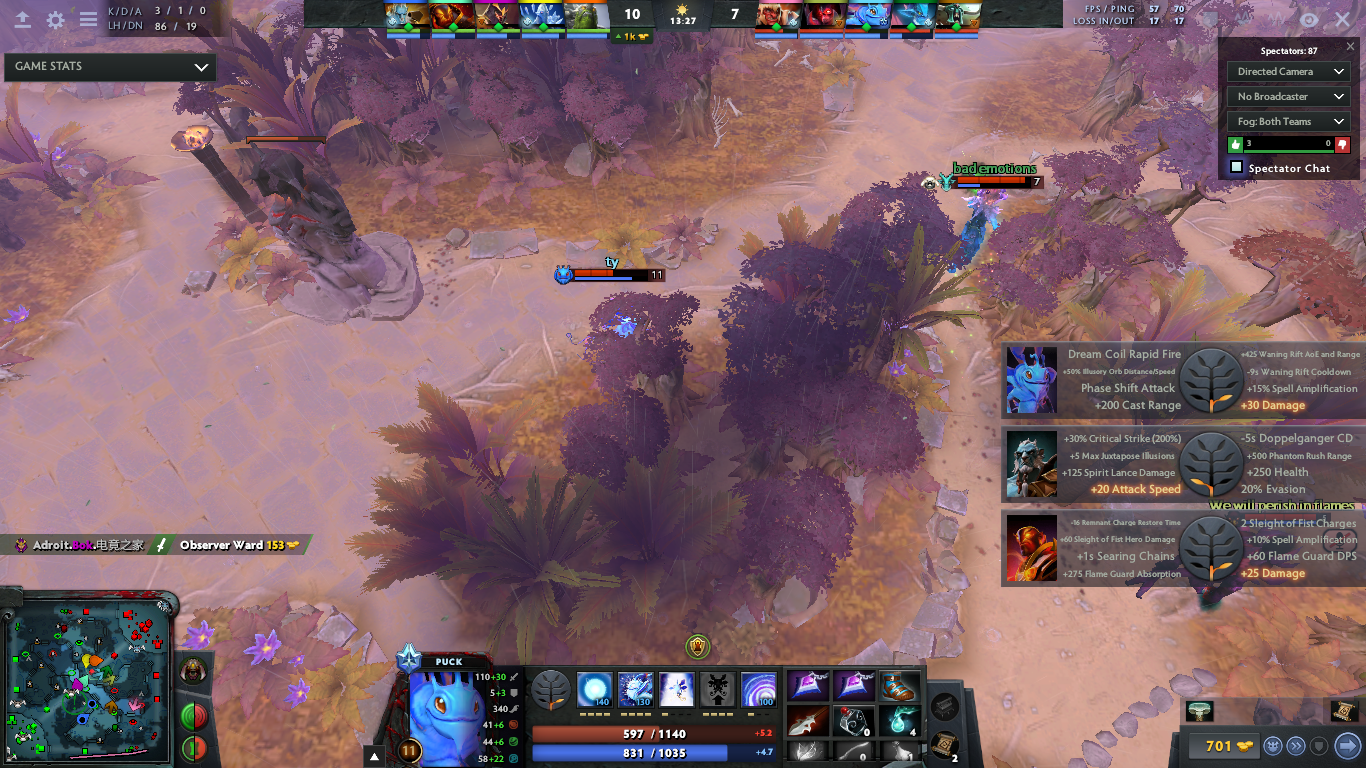 K/D/A 3 / 1 / 0
LH/DN 86 / 19
10
13:27
7
1k
FPS / PING 57 70
LOSS IN/OUT 17 17
GAME STATS
Spectators: 87
Directed Camera
No Broadcaster
Fog: Both Teams
3 0
Spectator Chat
bad emotions
7
ty
11
Dream Coil Rapid Fire
+425 Waning Rift AoE and Range
+50% Illusory Orb Distance/Speed
-9s Waning Rift Cooldown
Phase Shift Attack
+15% Spell Amplification
+200 Cast Range
+30 Damage
+30% Critical Strike (200%)
-5s Doppelganger CD
+5 Max Juxtapose Illusions
+500 Phantom Rush Range
+125 Spirit Lance Damage
+250 Health
+20 Attack Speed
20% Evasion
We will perish in flames
-16 Remnant Charge Restore Time
2 Sleight of Fist Charges
+60 Sleight of Fist Hero Damage
+10% Spell Amplification
+1s Searing Chains
+60 Flame Guard DPS
+275 Flame Guard Absorption
+25 Damage
Adroit.Bok.电竞之家
Observer Ward 153
PUCK
110+30
5+3
340
41+6
44+6
58+22
11
140
130
100
597 / 1140
+5.2
831 / 1035
+4.7
0
4
0
1
2
701